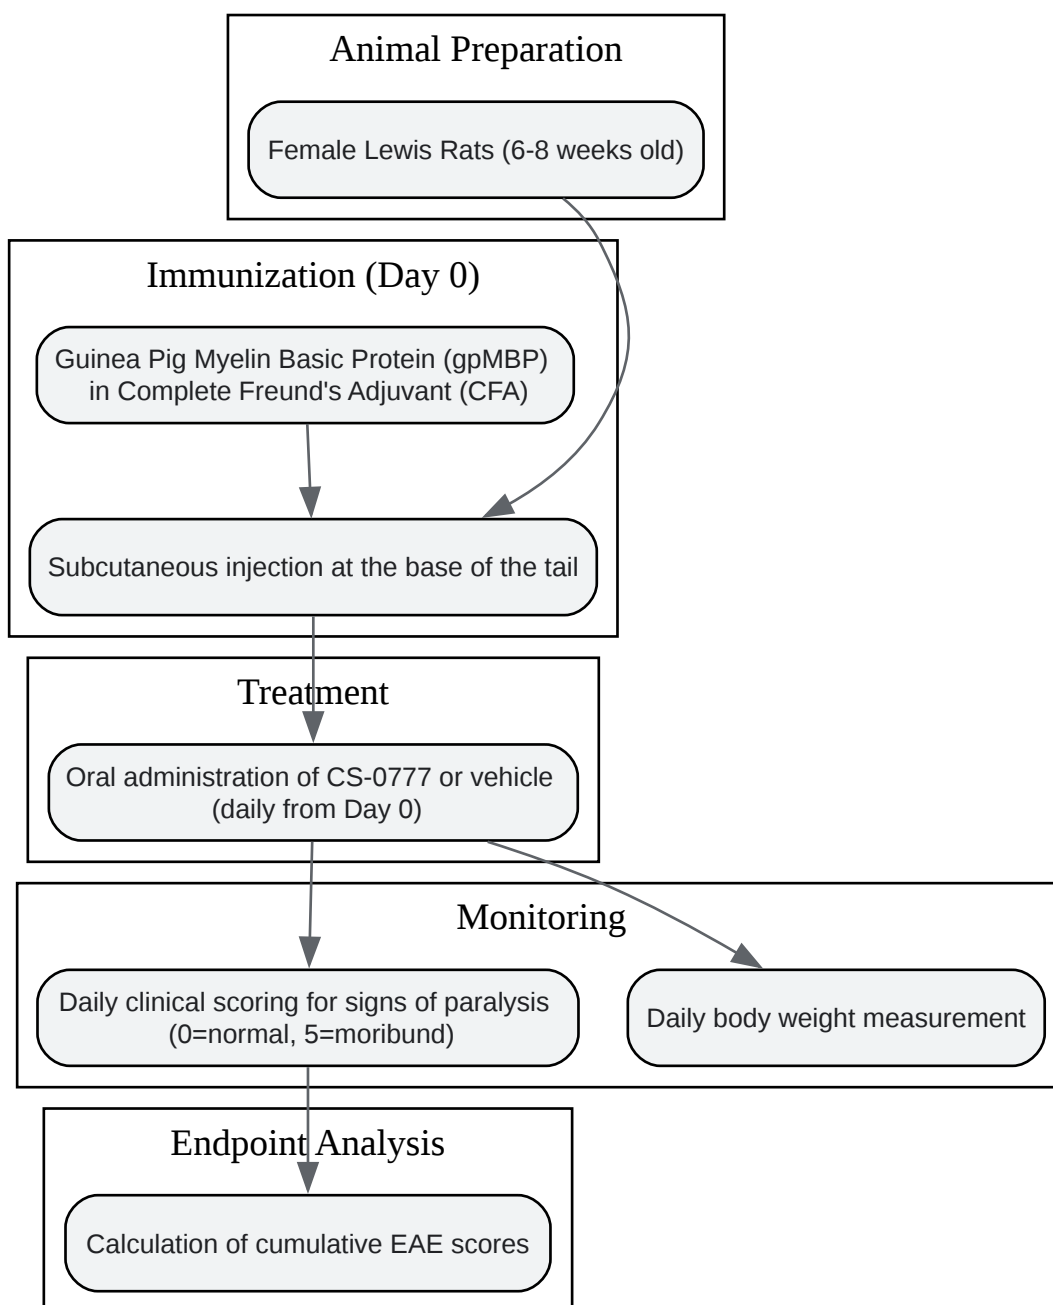 Animal Preparation
Female Lewis Rats (6-8 weeks old)
Immunization (Day 0)
Guinea Pig Myelin Basic Protein (gpMBP)
in Complete Freund's Adjuvant (CFA)
Subcutaneous injection at the base of the tail
Treatment
Oral administration of CS-0777 or vehicle
(daily from Day 0)
Monitoring
Daily clinical scoring for signs of paralysis
(0=normal, 5=moribund)
Daily body weight measurement
Endpoint Analysis
Calculation of cumulative EAE scores